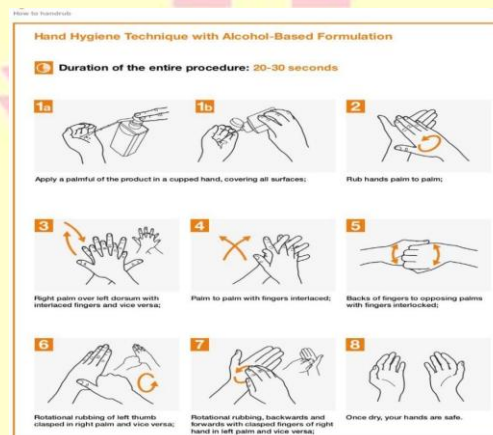 How to handrub
Hand Hygiene Technique with Alcohol-Based Formulation
Duration of the entire procedure: 20-30 seconds
1a
1b
2
Apply a palmful of the product in a cupped hand, covering all surfaces;
Rub hands palm to palm;
3
4
5
Right palm over left dorsum with
interlaced fingers and vice versa;
Palm to palm with fingers interlaced;
Backs of fingers to opposing palms
with fingers interlocked;
6
7
8
Rotational rubbing of left thumb
clasped in right palm and vice versa;
Rotational rubbing, backwards and
forwards with clasped fingers of right
hand in left palm and vice versa;
Once dry, your hands are safe.